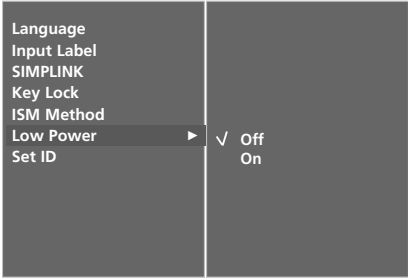 Language
Input Label
SIMPLINK
Key Lock
ISM Method
Low Power ▶
Set ID
✓ Off
On